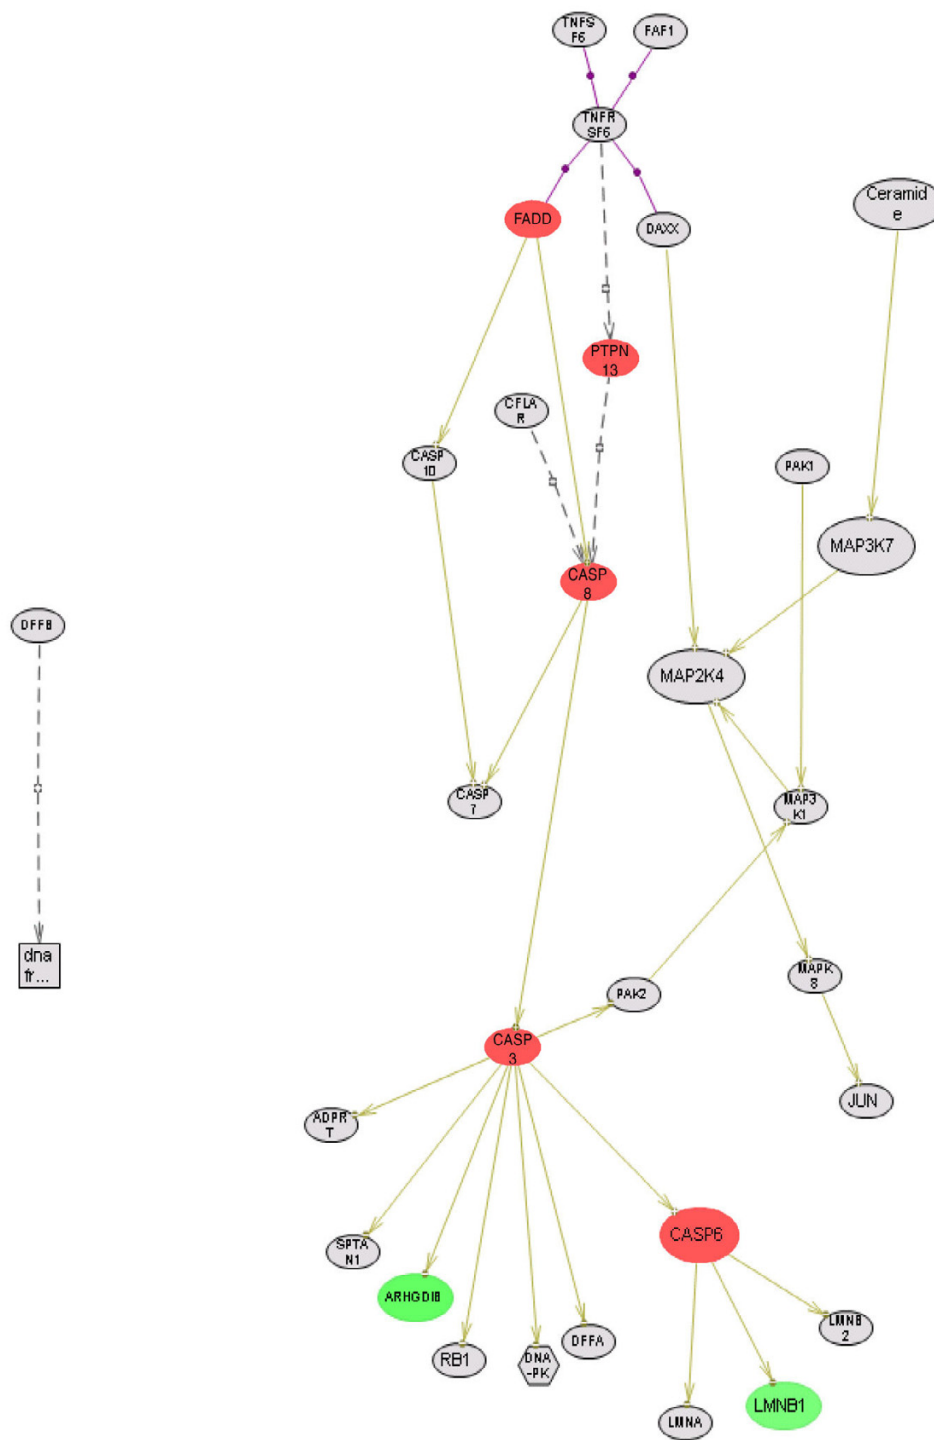 TNFS
F6
FAF1
TNFR
SF6
Ceramid
e
FADD
DAXX
PTPN
13
CFLA
R
CASP
10
PAK1
MAP3K7
CASP
8
DFFB
MAP2K4
CASP
7
MAP3
K1
dna
fr...
MAPK
8
PAK2
CASP
3
JUN
ADPR
T
CASP6
SPTA
N1
ARHGDIB
LMNB
2
RB1
DNA
-PK
DFFA
LMNA
LMNB1